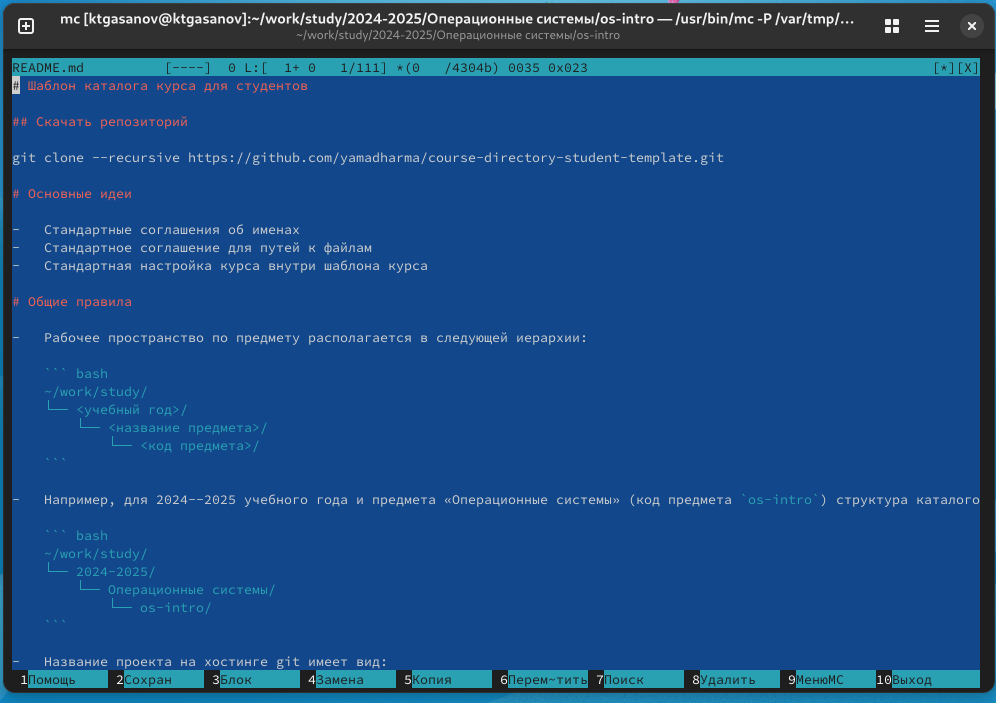 mc [ktgasanov@ktgasanov]:~/work/study/2024-2025/Операционные системы/os-intro — /usr/bin/mc -P /var/tmp/…
~/work/study/2024-2025/Операционные системы/os-intro
README.md [----] 0 L:[ 1+ 0 1/111] *(0 /4304b) 0035 0x023 [*][X]
# Шаблон каталога курса для студентов
## Скачать репозиторий
git clone --recursive https://github.com/yamadharma/course-directory-student-template.git
# Основные идеи
- Стандартные соглашения об именах
- Стандартное соглашение для путей к файлам
- Стандартная настройка курса внутри шаблона курса
# Общие правила
- Рабочее пространство по предмету располагается в следующей иерархии:
``` bash
~/work/study/
└── <учебный год>/
└── <название предмета>/
└── <код предмета>/
```
- Например, для 2024--2025 учебного года и предмета «Операционные системы» (код предмета `os-intro`) структура каталого
``` bash
~/work/study/
└── 2024-2025/
└── Операционные системы/
└── os-intro/
```
- Название проекта на хостинге git имеет вид:
1Помощь 2Сохран 3Блок 4Замена 5Копия 6Перем~тить 7Поиск 8Удалить 9МенюMC 10Выход